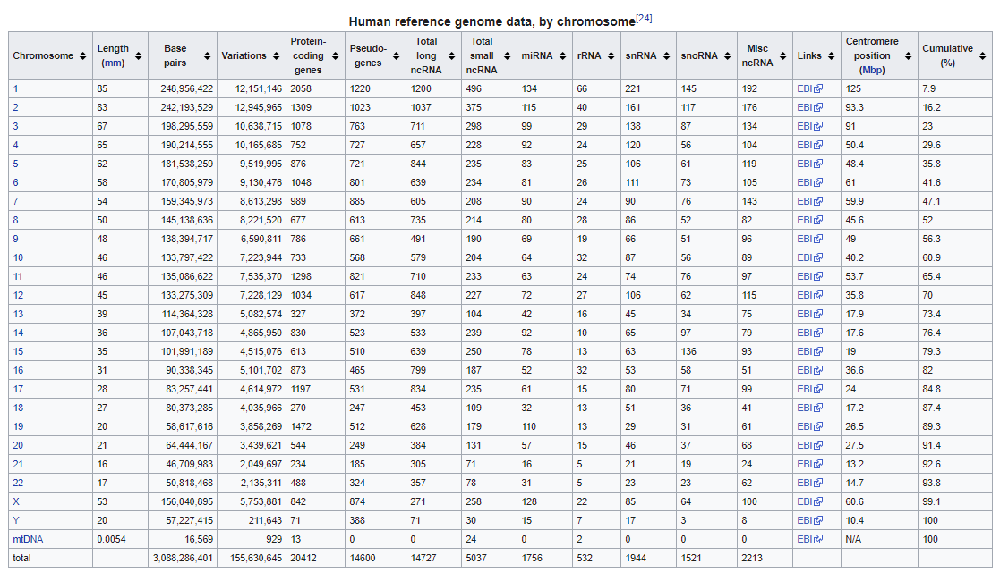 Human reference genome data, by chromosome[24]
Chromosome Length (mm) Base pairs Variations Protein-coding genes Pseudo-genes Total long ncRNA Total small ncRNA miRNA rRNA snRNA snoRNA Misc ncRNA Links Centromere position (Mbp) Cumulative (%)
1 85 248,956,422 12,151,146 2058 1220 1200 496 134 66 221 145 192 EBI 125 7.9
2 83 242,193,529 12,945,965 1309 1023 1037 375 115 40 161 117 176 EBI 93.3 16.2
3 67 198,295,559 10,638,715 1078 763 711 298 99 29 138 87 134 EBI 91 23
4 65 190,214,555 10,165,685 752 727 657 228 92 24 120 56 104 EBI 50.4 29.6
5 62 181,538,259 9,519,995 876 721 844 235 83 25 106 61 119 EBI 48.4 35.8
6 58 170,805,979 9,130,476 1048 801 639 234 81 26 111 73 105 EBI 61 41.6
7 54 159,345,973 8,613,298 989 885 605 208 90 24 90 76 143 EBI 59.9 47.1
8 50 145,138,636 8,221,520 677 613 735 214 80 28 86 52 82 EBI 45.6 52
9 48 138,394,717 6,590,811 786 661 491 190 69 19 66 51 96 EBI 49 56.3
10 46 133,797,422 7,223,944 733 568 579 204 64 32 87 56 89 EBI 40.2 60.9
11 46 135,086,622 7,535,370 1298 821 710 233 63 24 74 76 97 EBI 53.7 65.4
12 45 133,275,309 7,228,129 1034 617 848 227 72 27 106 62 115 EBI 35.8 70
13 39 114,364,328 5,082,574 327 372 397 104 42 16 45 34 75 EBI 17.9 73.4
14 36 107,043,718 4,865,950 830 523 533 239 92 10 65 97 79 EBI 17.6 76.4
15 35 101,991,189 4,515,076 613 510 639 250 78 13 63 136 93 EBI 19 79.3
16 31 90,338,345 5,101,702 873 465 799 187 52 32 53 58 51 EBI 36.6 82
17 28 83,257,441 4,614,972 1197 531 834 235 61 15 80 71 99 EBI 24 84.8
18 27 80,373,285 4,035,966 270 247 453 109 32 13 51 36 41 EBI 17.2 87.4
19 20 58,617,616 3,858,269 1472 512 628 179 110 13 29 31 61 EBI 26.5 89.3
20 21 64,444,167 3,439,621 544 249 384 131 57 15 46 37 68 EBI 27.5 91.4
21 16 46,709,983 2,049,697 234 185 305 71 16 5 21 19 24 EBI 13.2 92.6
22 17 50,818,468 2,135,311 488 324 357 78 31 5 23 23 62 EBI 14.7 93.8
X 53 156,040,895 5,753,881 842 874 271 258 128 22 85 64 100 EBI 60.6 99.1
Y 20 57,227,415 211,643 71 388 71 30 15 7 17 3 8 EBI 10.4 100
mtDNA 0.0054 16,569 929 13 0 0 24 0 2 0 0 0 EBI N/A 100
total 3,088,286,401 155,630,645 20412 14600 14727 5037 1756 532 1944 1521 2213